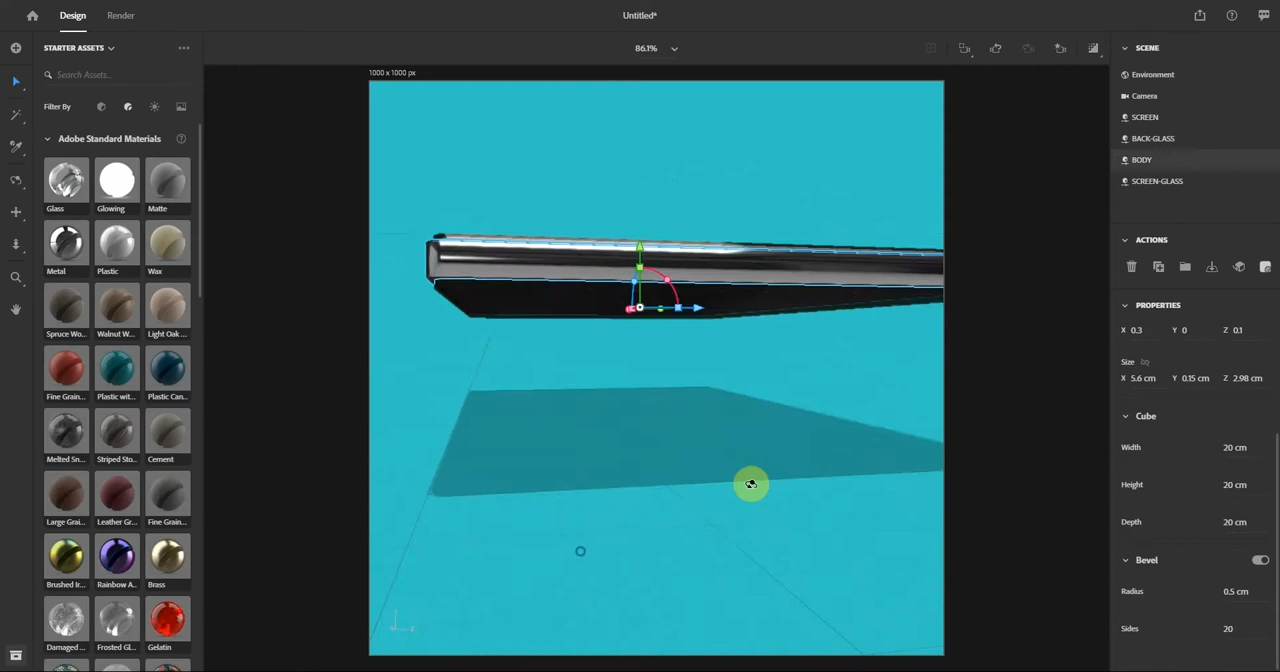 Design
Render
Untitled*
STARTER ASSETS
86.1%
SCENE
1000 x 1000 px
Search Assets...
Environment
Camera
Filter By
SCREEN
Adobe Standard Materials
BACK-GLASS
BODY
SCREEN-GLASS
Glass
Glowing
Matte
ACTIONS
Metal
Plastic
Wax
PROPERTIES
X 0.3
Y 0
Z 0.1
Spruce Wo...
Walnut W...
Light Oak ...
Size
X 5.6 cm
Y 0.15 cm
Z 2.98 cm
Fine Grain...
Plastic wit...
Plastic Can...
Cube
Width
20 cm
Melted Sn...
Striped Sto...
Cement
Height
20 cm
Large Grai...
Leather Gr...
Fine Grain...
Depth
20 cm
Bevel
Brushed Ir...
Rainbow A...
Brass
Radius
0.5 cm
Sides
20
Damaged ...
Frosted Gl...
Gelatin